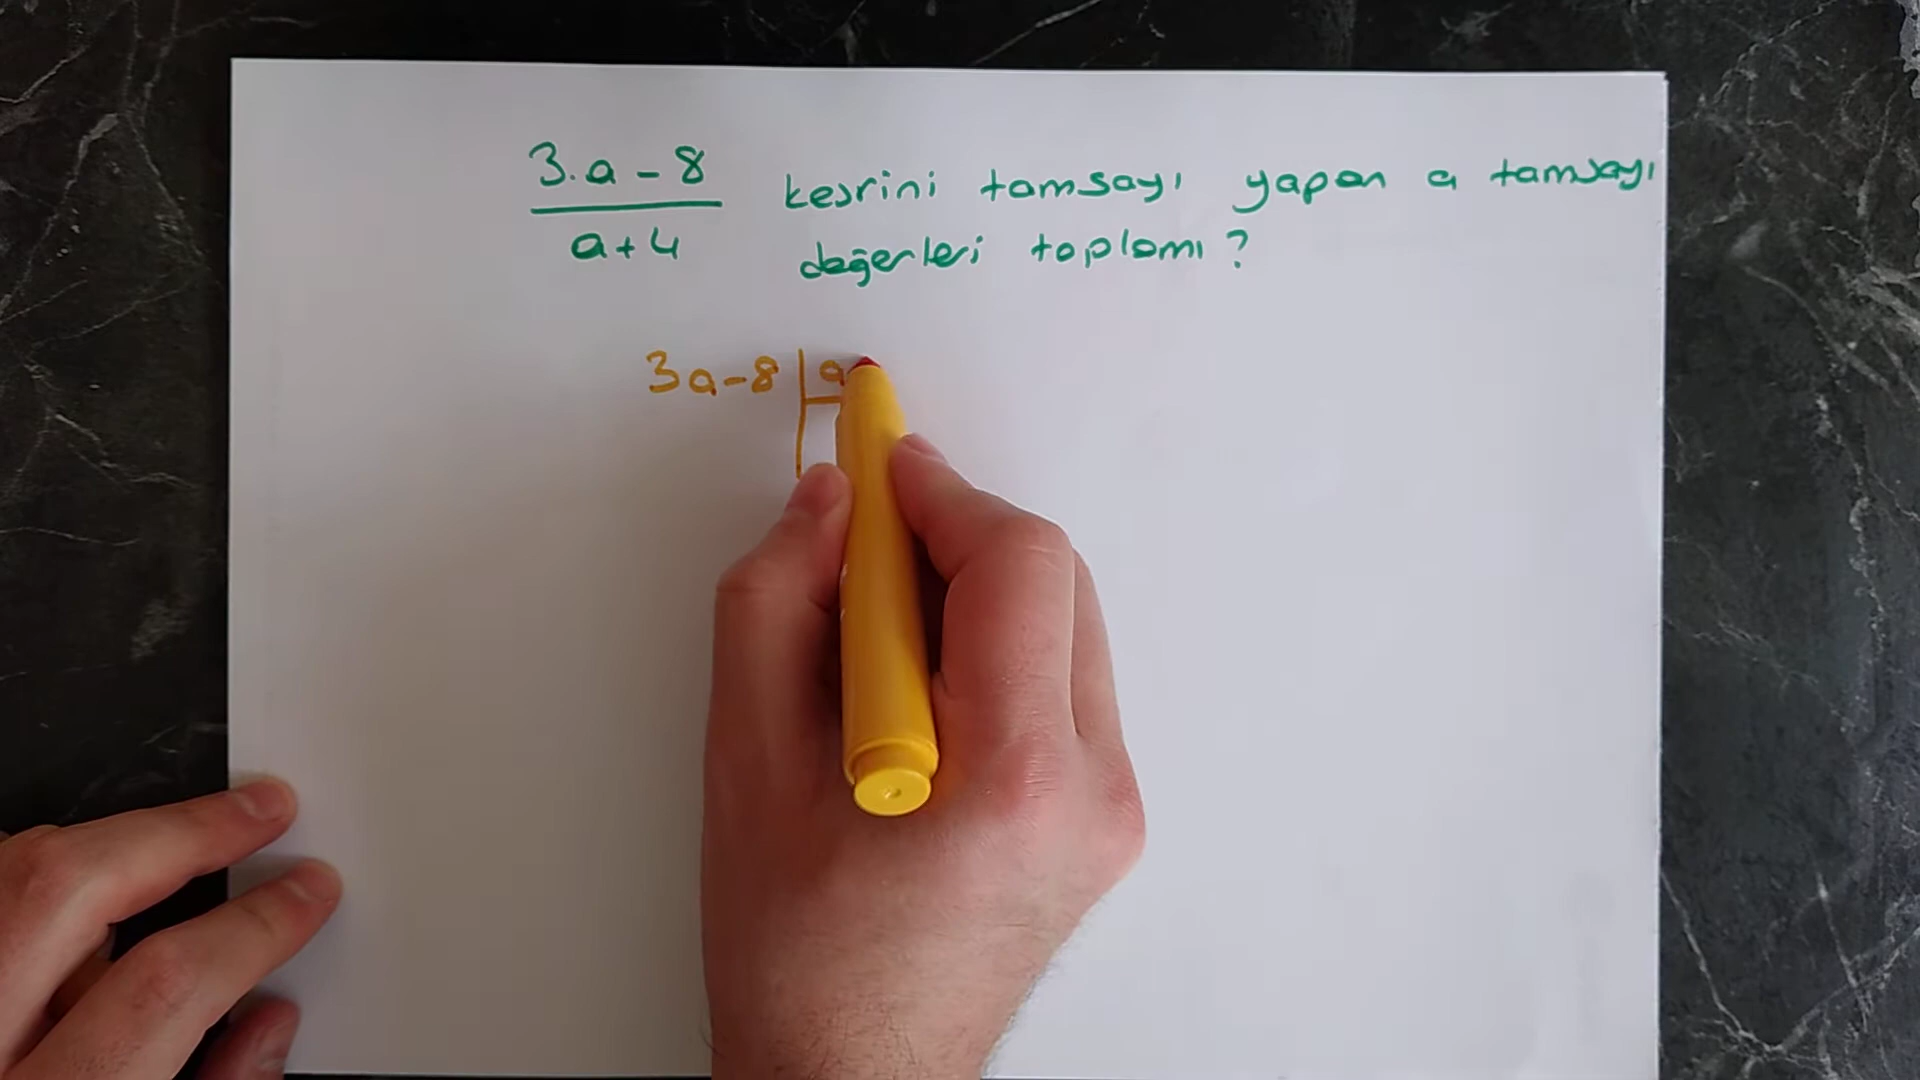 3.a-8 kesrini tamsayı yapan a tamsayı
a+4 değerleri toplamı?
3a-8 a